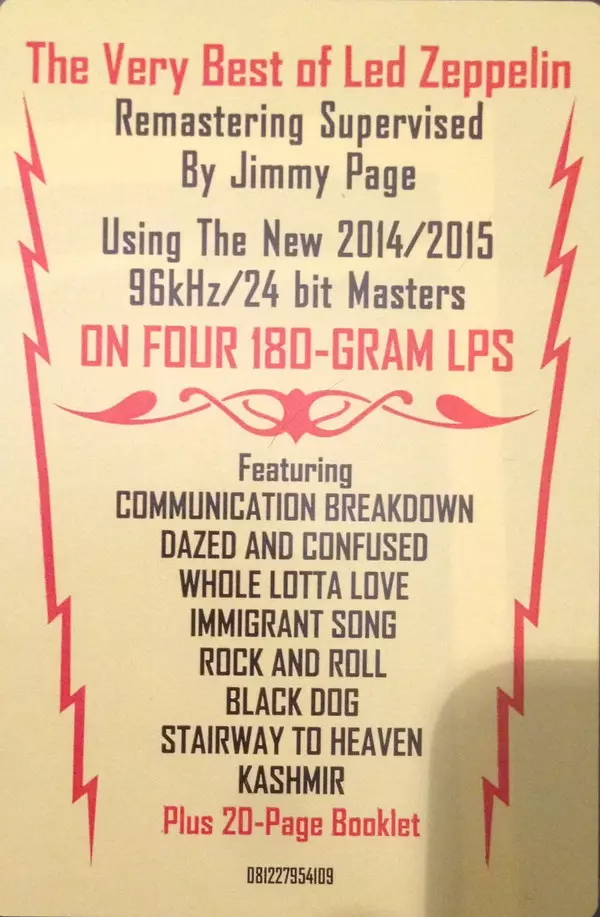 The Very Best of Led Zeppelin
Remastering Supervised
By Jimmy Page
Using The New 2014/2015
96kHz/24 bit Masters
ON FOUR 180-GRAM LPS
Featuring
COMMUNICATION BREAKDOWN
DAZED AND CONFUSED
WHOLE LOTTA LOVE
IMMIGRANT SONG
ROCK AND ROLL
BLACK DOG
STAIRWAY TO HEAVEN
KASHMIR
Plus 20-Page Booklet
081227954109